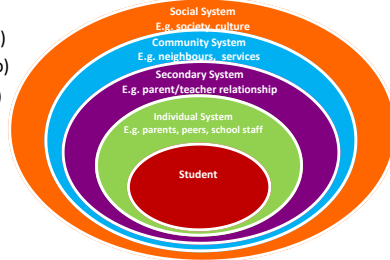 Social System
E.g. society, culture
)
Community System
o)
E.g. neighbours, services
Secondary System
)
E.g. parent/teacher relationship
Individual System
E.g. parents, peers, school staff
Student